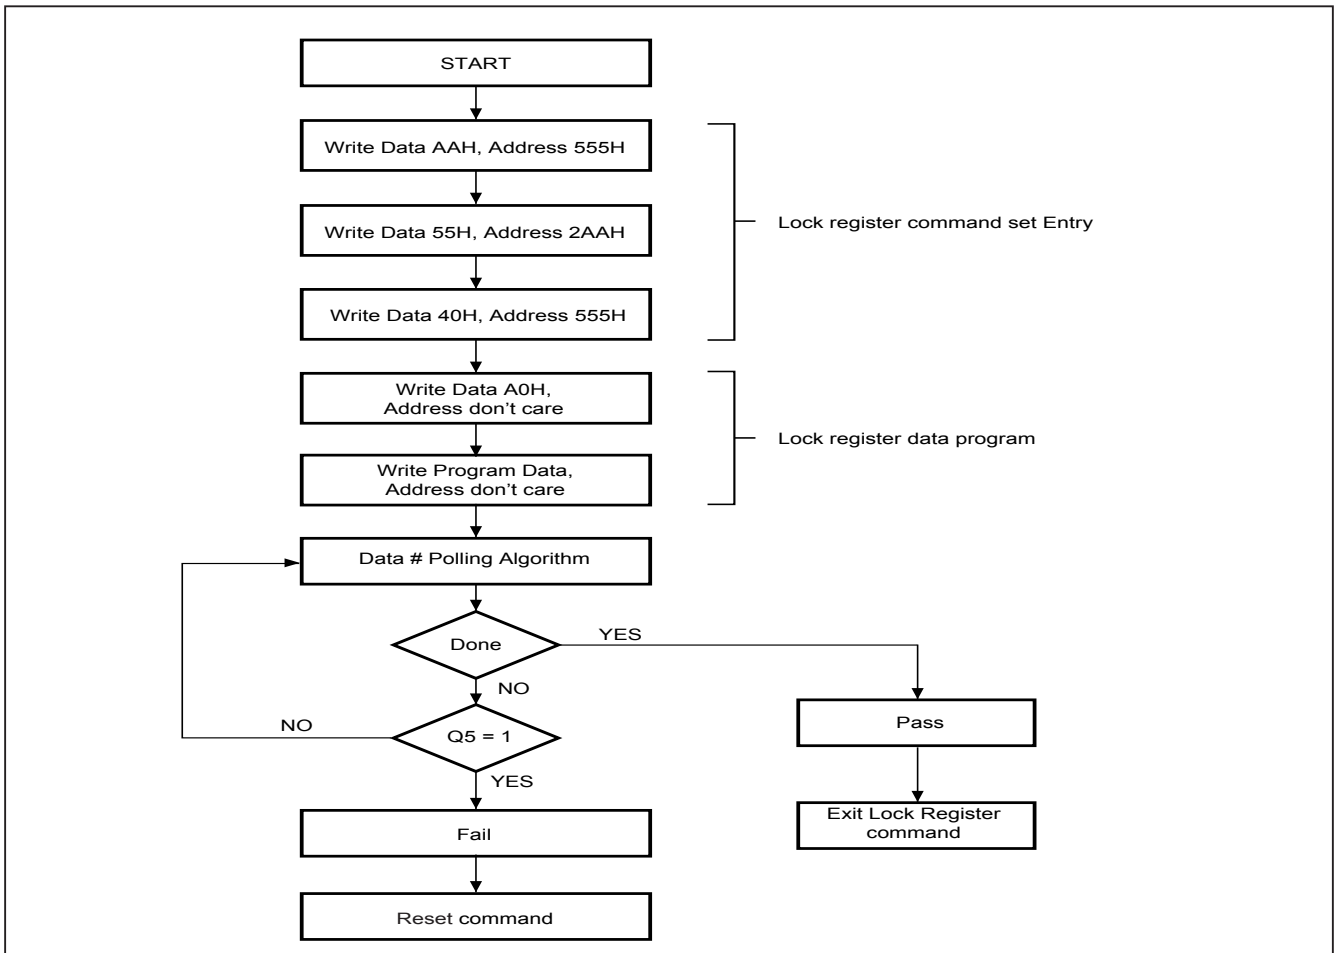 START
Write Data AAH, Address 555H
Write Data 55H, Address 2AAH
Lock register command set Entry
Write Data 40H, Address 555H
Write Data A0H,
Address don't care
Lock register data program
Write Program Data,
Address don't care
Data # Polling Algorithm
Done
YES
NO
Q5 = 1
NO
YES
Pass
Fail
Exit Lock Register
command
Reset command